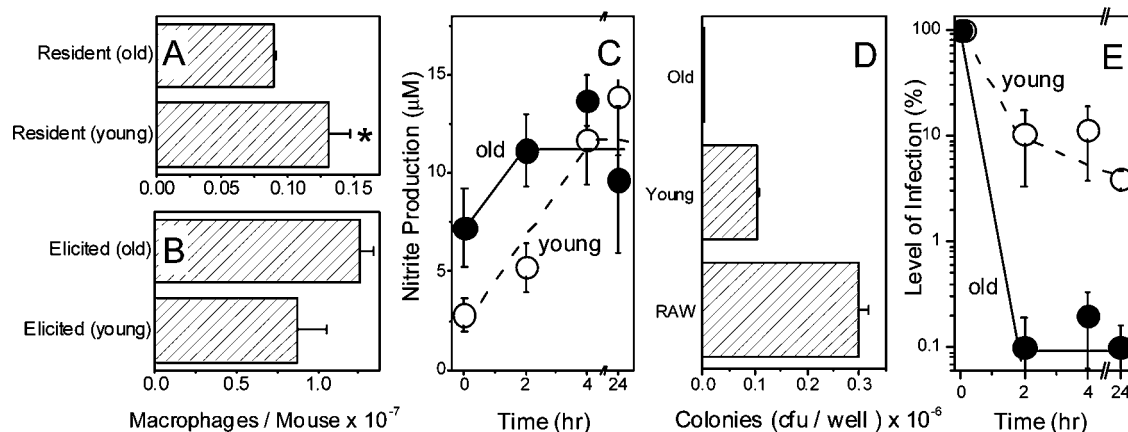 A
Resident (old)
Resident (young)
*
0.00 0.05 0.10 0.15
B
Elicited (old)
Elicited (young)
0.0 0.5 1.0
Macrophages / Mouse x 10-7
C
Nitrite Production (μM)
15
10
5
0
old
young
0 2 4 24
Time (hr)
D
Old
Young
RAW
0.0 0.1 0.2 0.3
Colonies (cfu / well ) x 10-6
E
Level of Infection (%)
100
10
1
0.1
young
old
0 2 4 24
Time (hr)